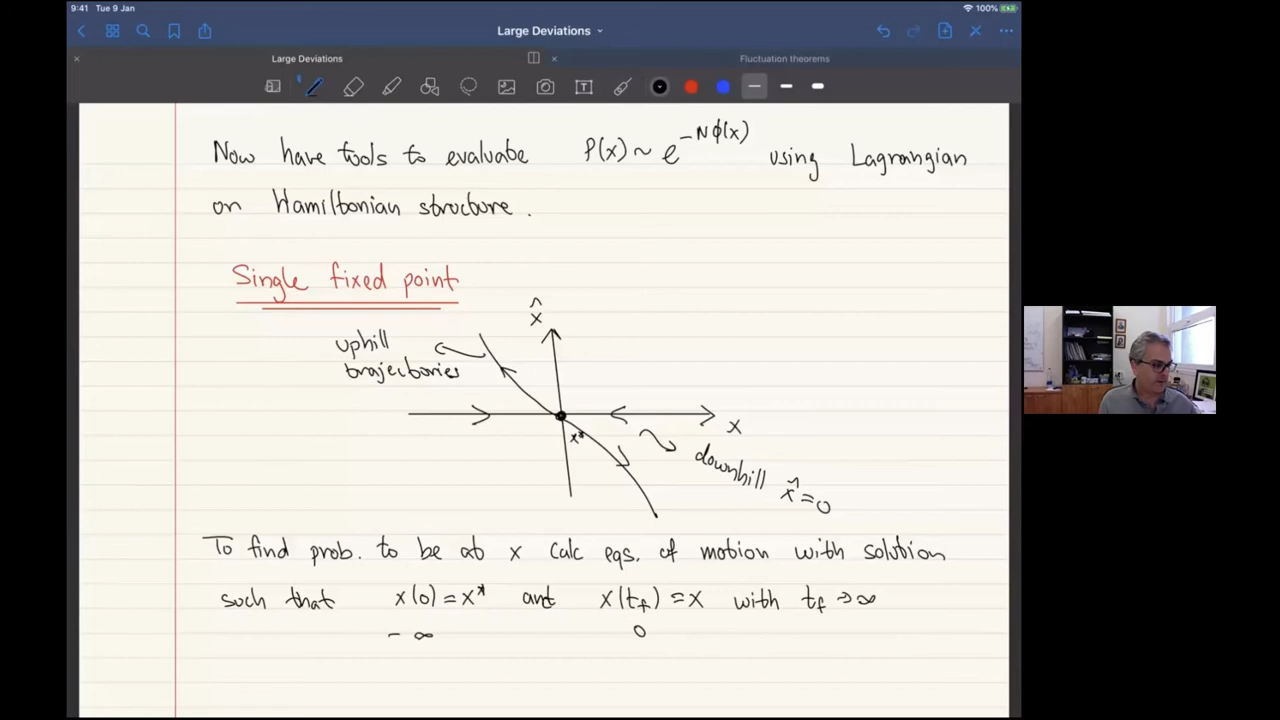 9:41 Tue 9 Jan
100%
Large Deviations
Large Deviations
Fluctuation theorems
Now have tools to evaluate P(x) ~ e^{-Nφ(x)} using Lagrangian
on Hamiltonian structure.
Single fixed point
x̂
uphill
trajectories
x
x*
downhill x̂=0
To find prob. to be at x calc eqs. of motion with solution
such that x(0) = x* and x(t_f) = x with t_f → ∞
- ∞ 0